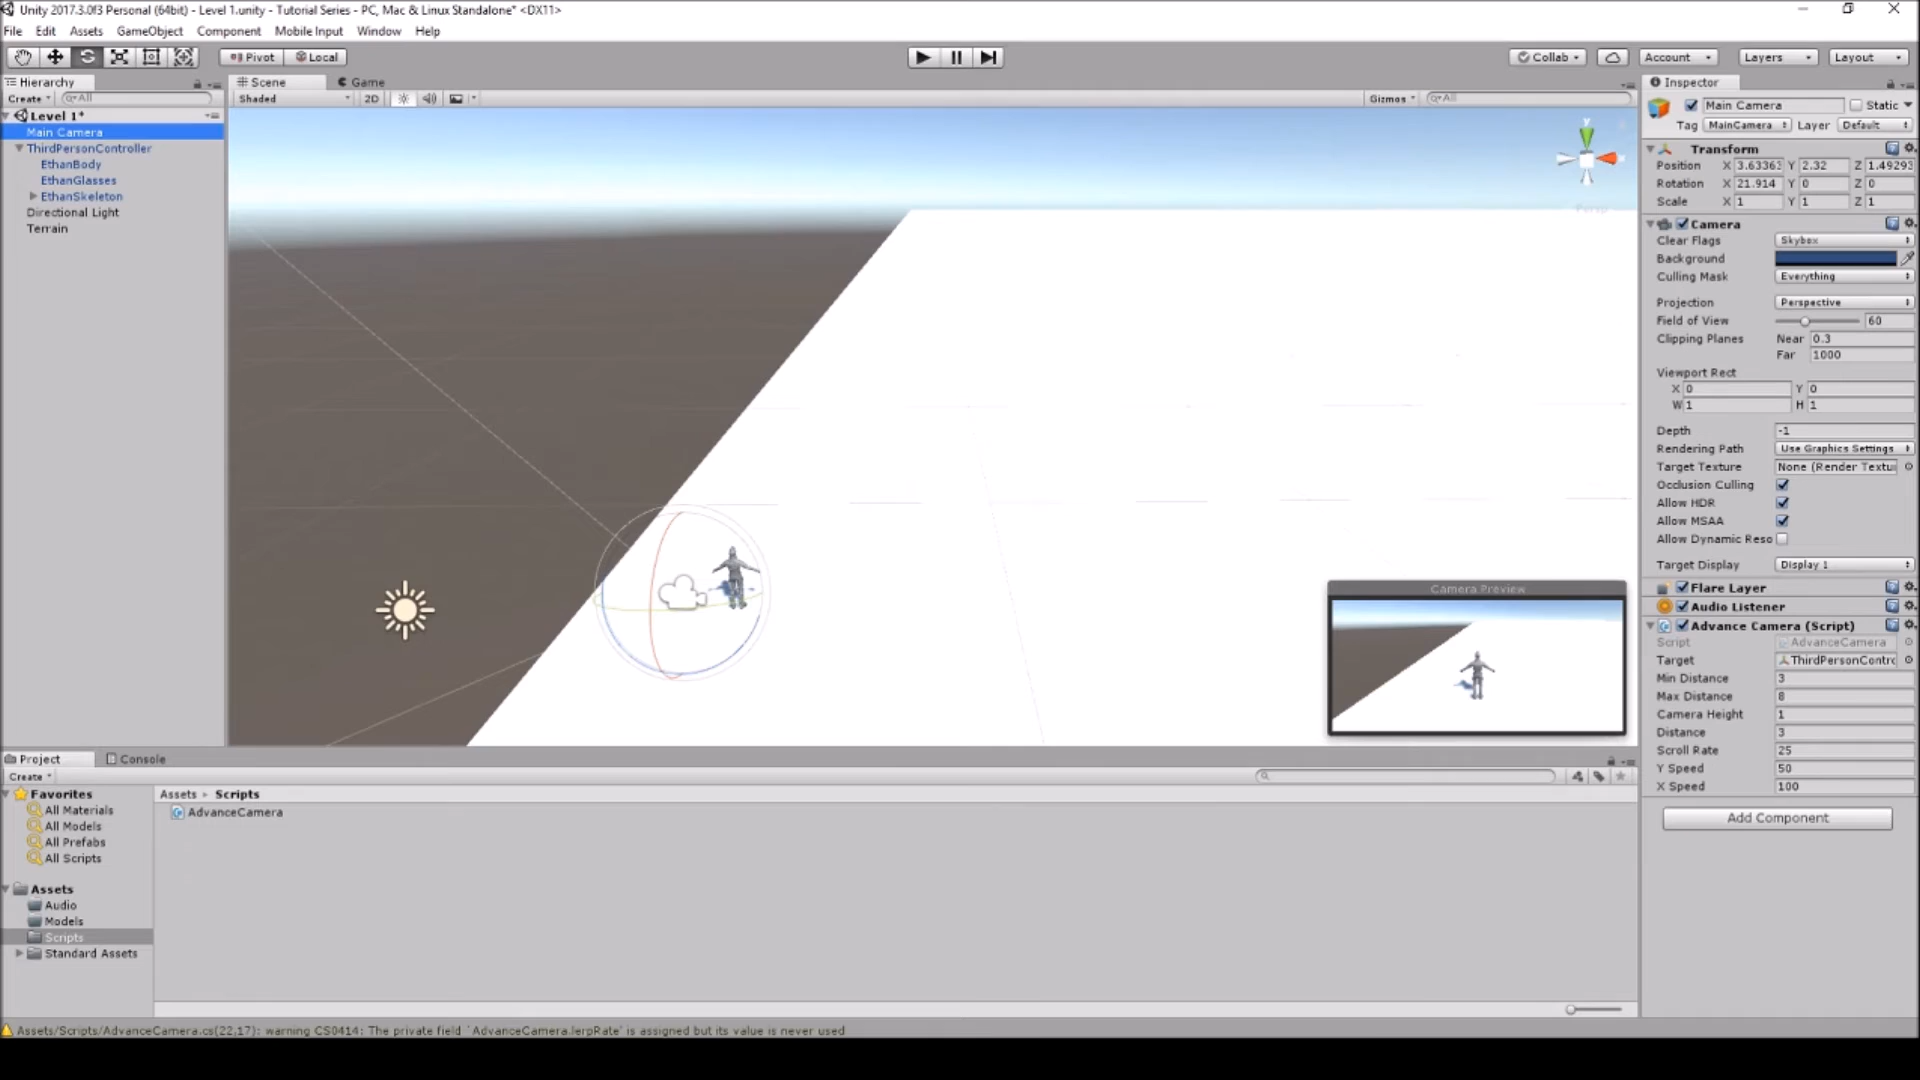 Unity 2017.3.0f3 Personal (64bit) - Level 1.unity - Tutorial Series - PC, Mac & Linux Standalone* <DX11>
File Edit Assets GameObject Component Mobile Input Window Help
Pivot Local Collab Account Layers Layout
Hierarchy
Create All
Level 1*
Main Camera
ThirdPersonController
EthanBody
EthanGlasses
EthanSkeleton
Directional Light
Terrain
Scene Game
Shaded 2D Gizmos All
y
Camera Preview
Inspector
Main Camera Static
Tag MainCamera Layer Default
Transform
Position X 3.63363 Y 2.32 Z 1.49293
Rotation X 21.914 Y 0 Z 0
Scale X 1 Y 1 Z 1
Camera
Clear Flags Skybox
Background
Culling Mask Everything
Projection Perspective
Field of View 60
Clipping Planes Near 0.3
Far 1000
Viewport Rect
X 0 Y 0
W 1 H 1
Depth -1
Rendering Path Use Graphics Settings
Target Texture None (Render Textu
Occlusion Culling
Allow HDR
Allow MSAA
Allow Dynamic Reso
Target Display Display 1
Flare Layer
Audio Listener
Advance Camera (Script)
Script AdvanceCamera
Target ThirdPersonContro
Min Distance 3
Max Distance 8
Camera Height 1
Distance 3
Scroll Rate 25
Y Speed 50
X Speed 100
Add Component
Project Console
Create
Favorites
All Materials
All Models
All Prefabs
All Scripts
Assets
Audio
Models
Scripts
Standard Assets
Assets Scripts
AdvanceCamera
Assets/Scripts/AdvanceCamera.cs(22,17): warning CS0414: The private field `AdvanceCamera.lerpRate' is assigned but its value is never used